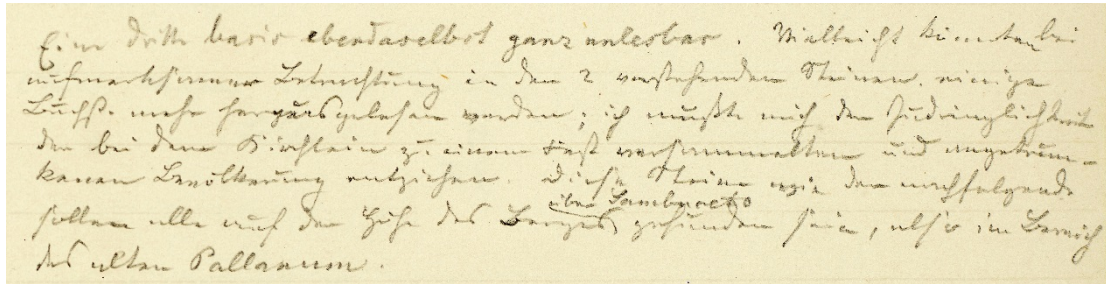 Eine dritte basis ebendaselbst ganz unlesbar. Vielleicht könnten bei
aufmerksamer Betrachtung in den 2 vorstehenden Steinen einige
Buchst. mehr herausgelesen werden; ich mußte mich der Zudringlichkeit
der bei dem Kirchlein zu einem Fest versammelten und angetrun-
kenen Bevölkerung entziehen. Diese Steine wie der nachfolgende
über Sambuceto
sollen alle auf der Höhe des Berges gefunden sein, also im Bereich
des alten Pallanum.